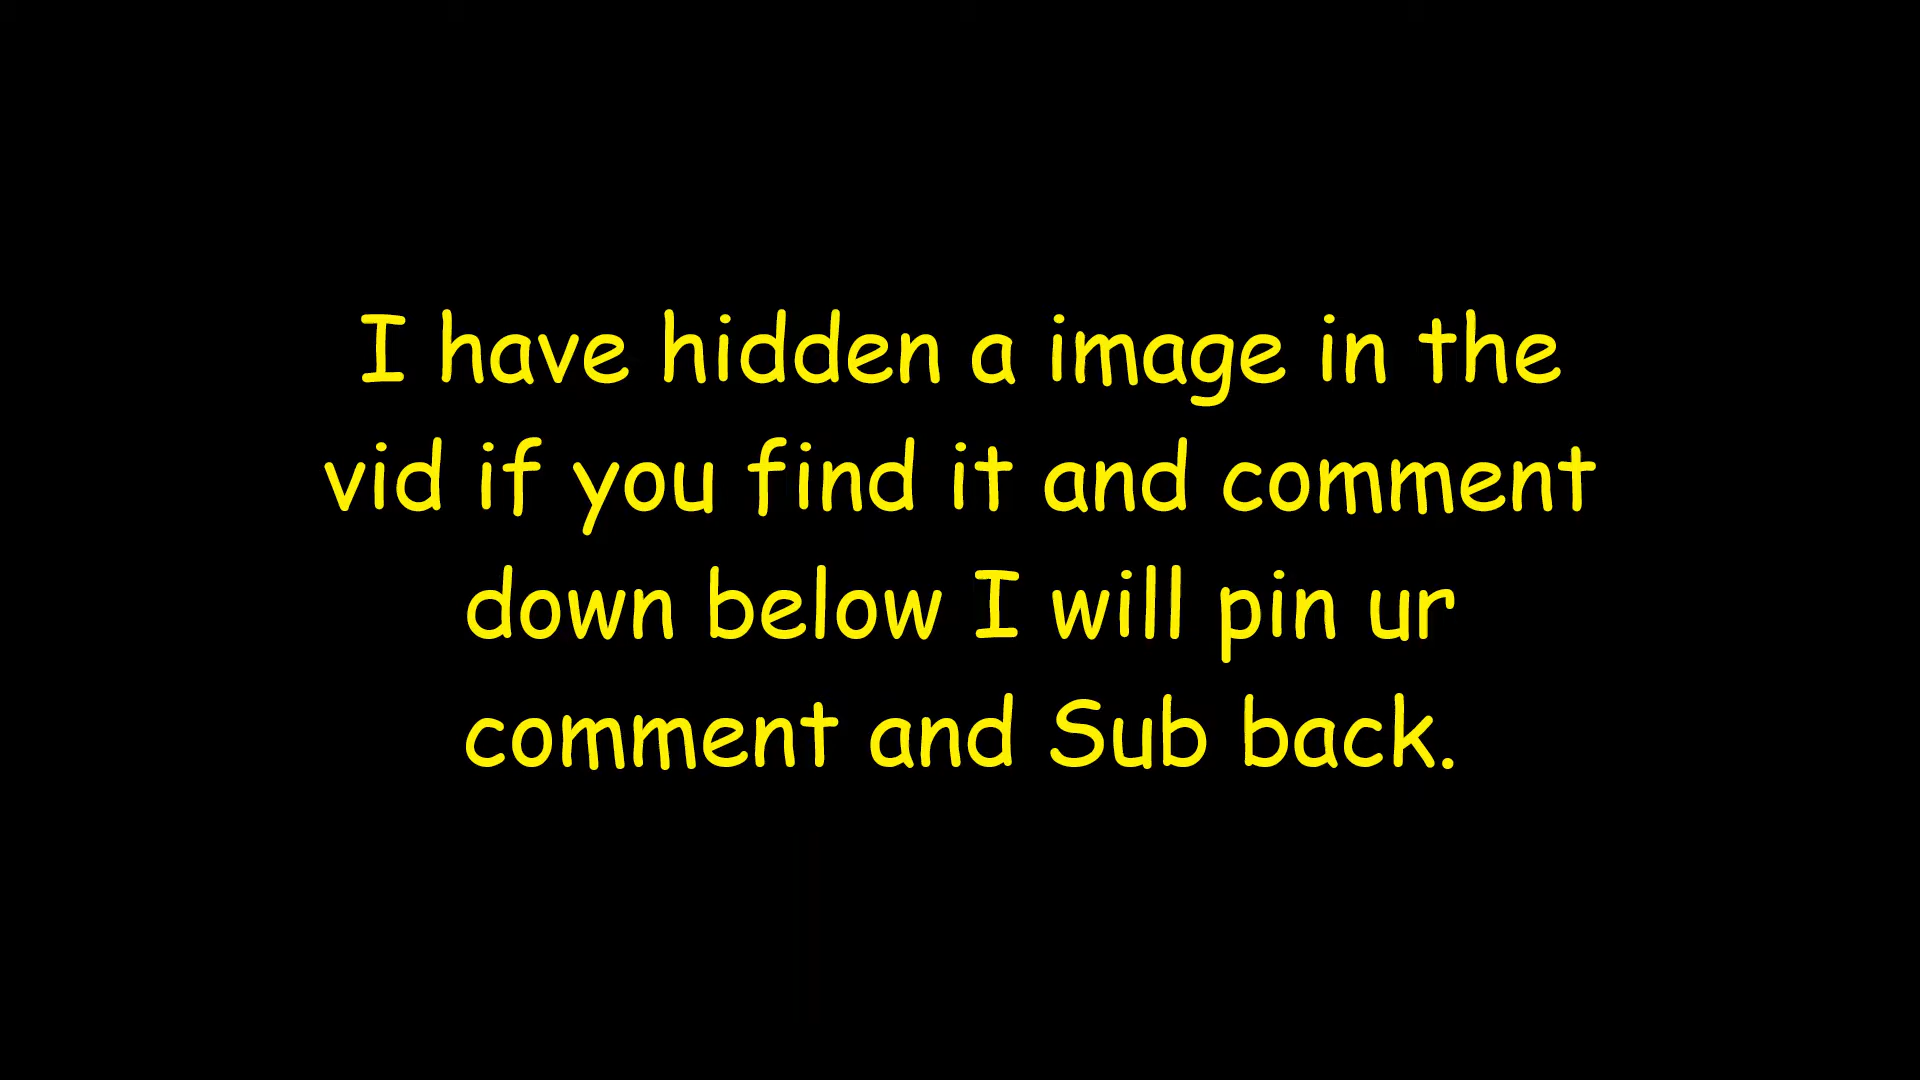 I have hidden a image in the
vid if you find it and comment
down below I will pin ur
comment and Sub back.